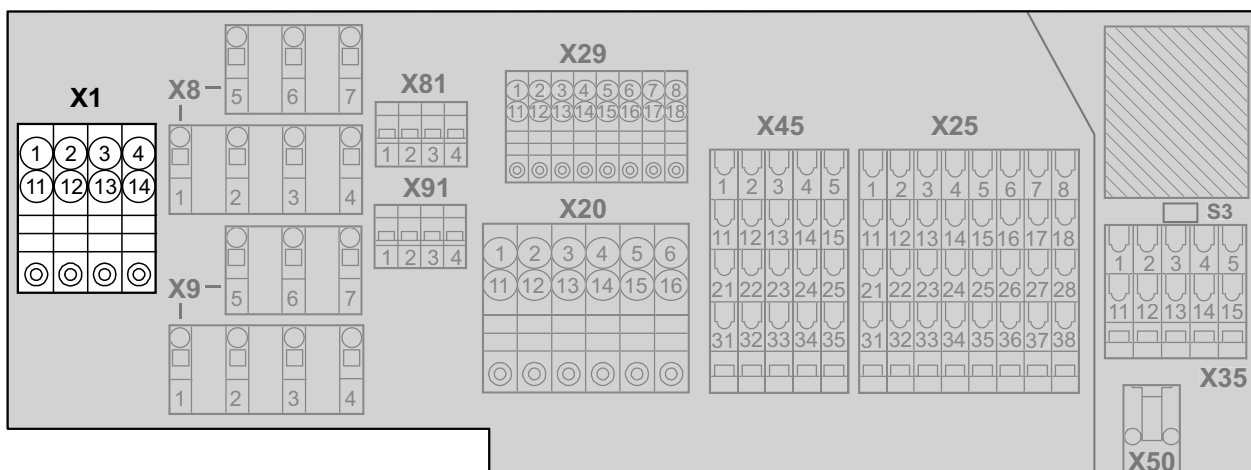 X1
1 2 3 4
11 12 13 14
X8
5 6 7
1 2 3 4
X9
5 6 7
1 2 3 4
X81
1 2 3 4
X91
1 2 3 4
X29
1 2 3 4 5 6 7 8
11 12 13 14 15 16 17 18
X20
1 2 3 4 5 6
11 12 13 14 15 16
X45
1 2 3 4 5
11 12 13 14 15
21 22 23 24 25
31 32 33 34 35
X25
1 2 3 4 5 6 7 8
11 12 13 14 15 16 17 18
21 22 23 24 25 26 27 28
31 32 33 34 35 36 37 38
S3
1 2 3 4 5
11 12 13 14 15
X35
X50